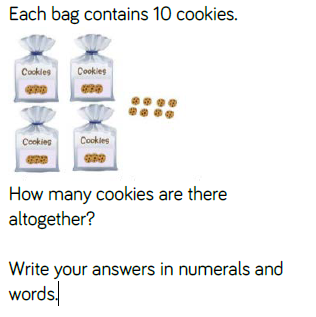 Each bag contains 10 cookies.
Cookies Cookies
Cookies Cookies
How many cookies are there
altogether?
Write your answers in numerals and
words.